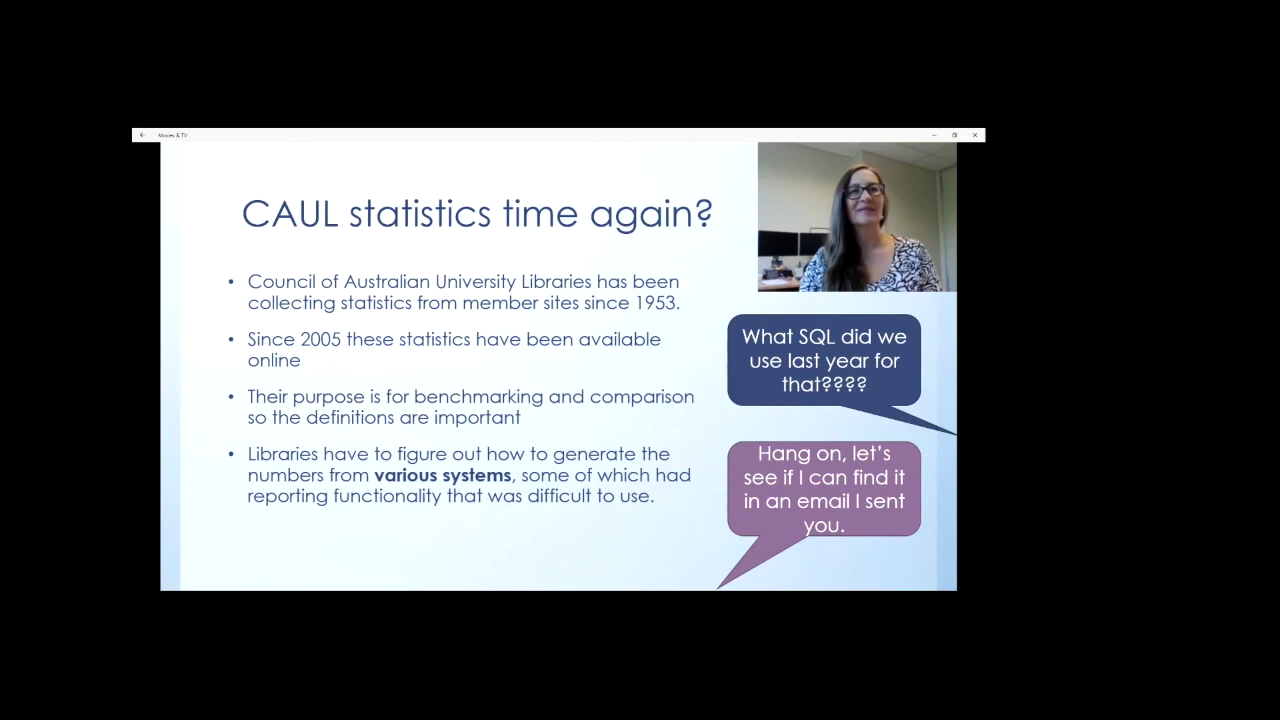 Movies & TV
CAUL statistics time again?
• Council of Australian University Libraries has been
collecting statistics from member sites since 1953.
• Since 2005 these statistics have been available
online
• Their purpose is for benchmarking and comparison
so the definitions are important
• Libraries have to figure out how to generate the
numbers from various systems, some of which had
reporting functionality that was difficult to use.
What SQL did we
use last year for
that????
Hang on, let's
see if I can find it
in an email I sent
you.